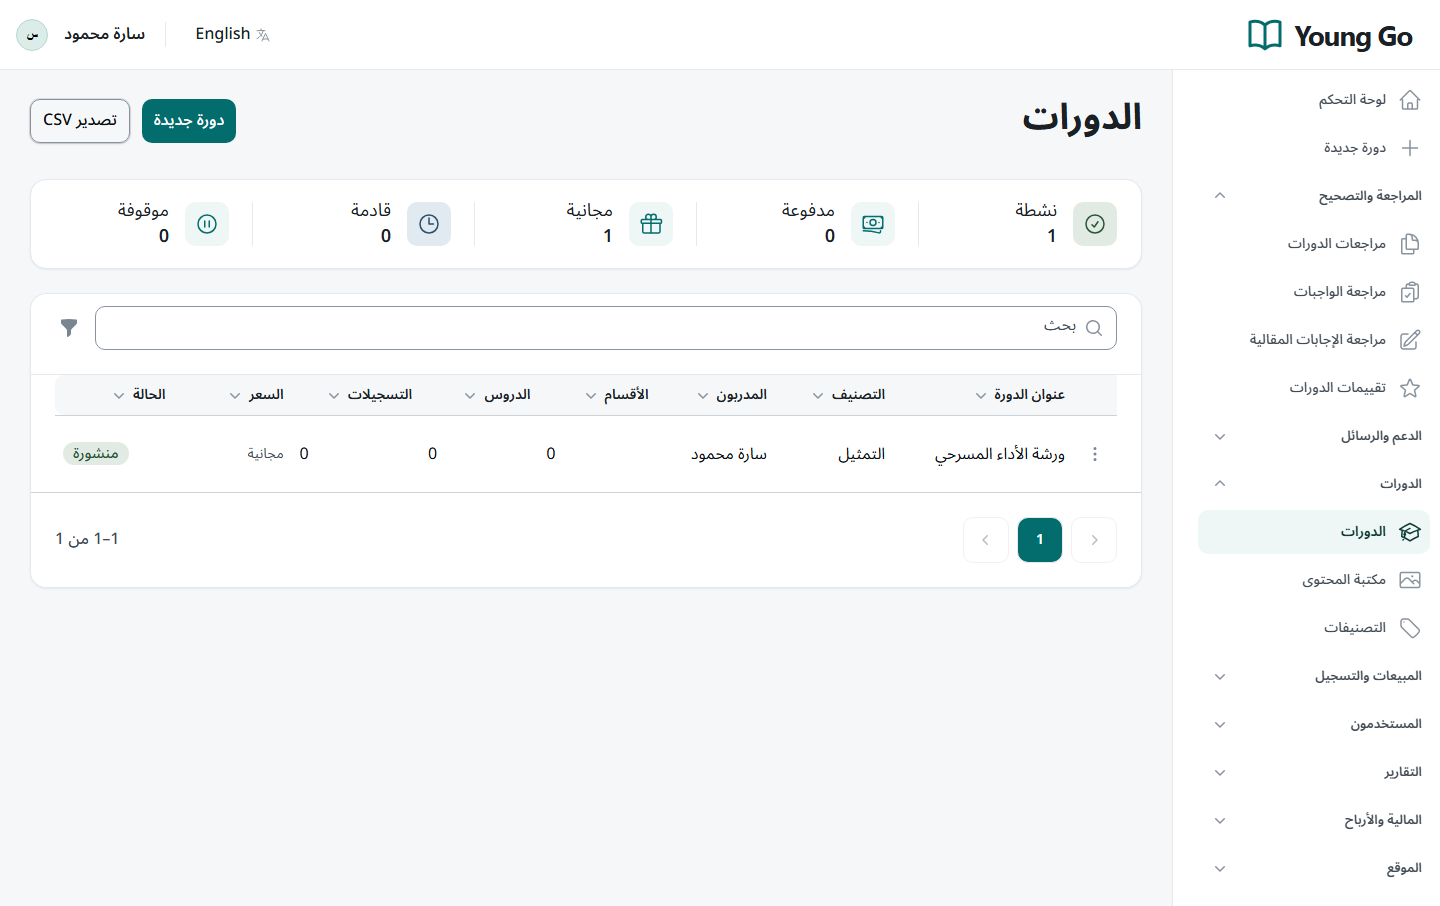 Young Go
English
سارة محمود
س
لوحة التحكم
دورة جديدة
المراجعة والتصحيح
مراجعات الدورات
مراجعة الواجبات
مراجعة الإجابات المقالية
تقييمات الدورات
الدعم والرسائل
الدورات
الدورات
مكتبة المحتوى
التصنيفات
المبيعات والتسجيل
المستخدمون
التقارير
المالية والأرباح
الموقع
الدورات
دورة جديدة
تصدير CSV
نشطة
1
مدفوعة
0
مجانية
1
قادمة
0
موقوفة
0
بحث
عنوان الدورة التصنيف المدربون الأقسام الدروس التسجيلات السعر الحالة
ورشة الأداء المسرحي التمثيل سارة محمود 0 0 0 مجانية منشورة
1
1–1 من 1